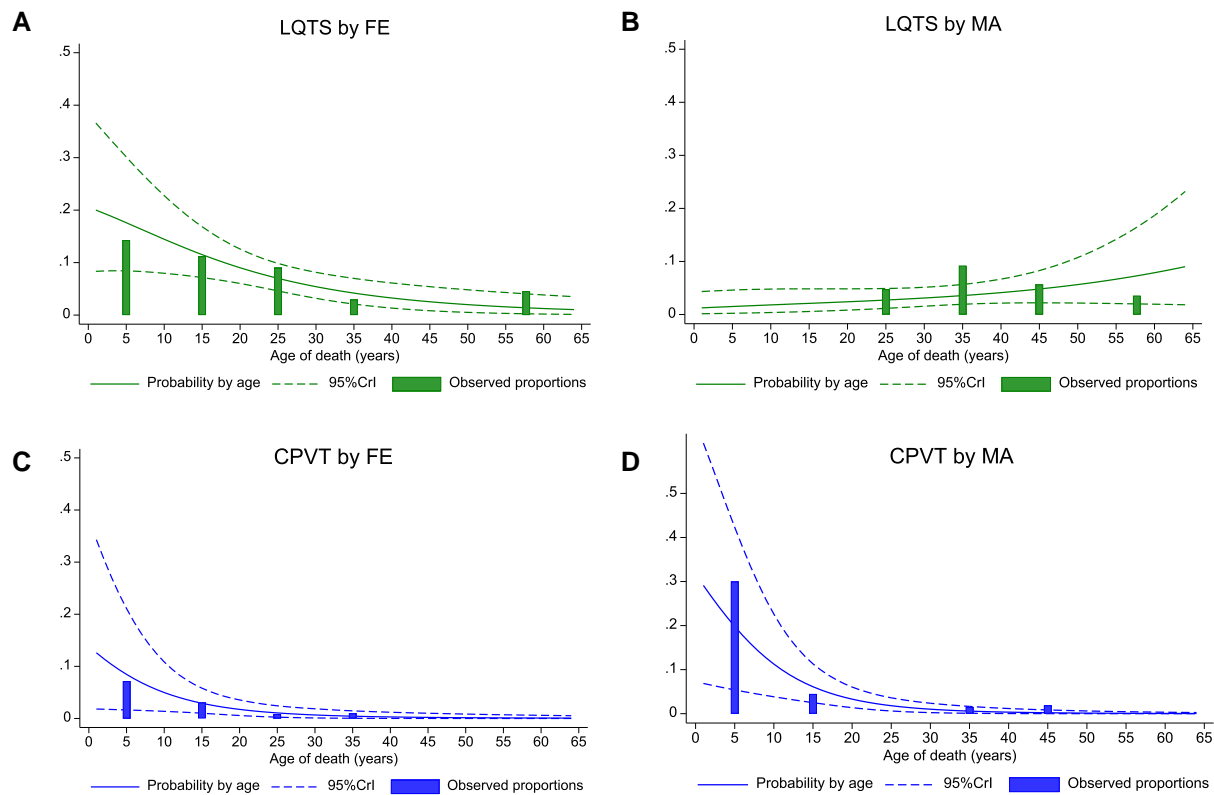 A
LQTS by FE
.5
.4
.3
.2
.1
0
0 5 10 15 20 25 30 35 40 45 50 55 60 65
Age of death (years)
Probability by age 95%CrI Observed proportions
B
LQTS by MA
.5
.4
.3
.2
.1
0
0 5 10 15 20 25 30 35 40 45 50 55 60 65
Age of death (years)
Probability by age 95%CrI Observed proportions
C
CPVT by FE
.5
.4
.3
.2
.1
0
0 5 10 15 20 25 30 35 40 45 50 55 60 65
Age of death (years)
Probability by age 95%CrI Observed proportions
D
CPVT by MA
.5
.4
.3
.2
.1
0
0 5 10 15 20 25 30 35 40 45 50 55 60 65
Age of death (years)
Probability by age 95%CrI Observed proportions